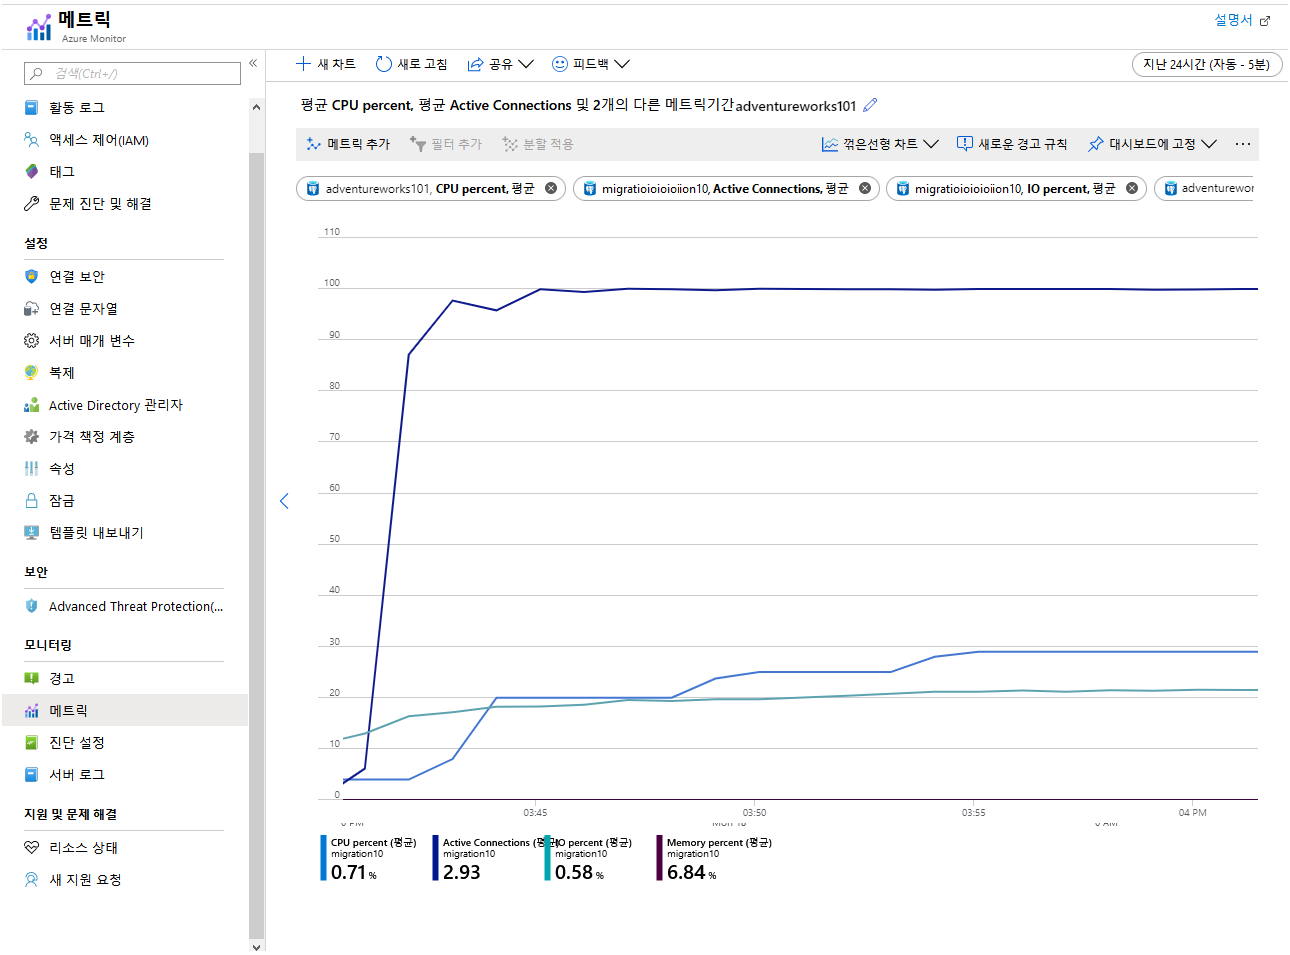 메트릭
Azure Monitor
설명서
검색(Ctrl+/)
«
새 차트
새로 고침
공유
피드백
지난 24시간 (자동 - 5분)
활동 로그
액세스 제어(IAM)
태그
문제 진단 및 해결
설정
연결 보안
연결 문자열
서버 매개 변수
복제
Active Directory 관리자
가격 책정 계층
속성
잠금
템플릿 내보내기
보안
Advanced Threat Protection(...
모니터링
경고
메트릭
진단 설정
서버 로그
지원 및 문제 해결
리소스 상태
새 지원 요청
평균 CPU percent, 평균 Active Connections 및 2개의 다른 메트릭기간adventureworks101
메트릭 추가
필터 추가
분할 적용
꺾은선형 차트
새로운 경고 규칙
대시보드에 고정
...
adventureworks101, CPU percent, 평균
migratioioioioiion10, Active Connections, 평균
migratioioioioiion10, IO percent, 평균
adventurewor
110
100
90
80
70
60
50
40
30
20
10
0
03:45
03:50
03:55
04 PM
CPU percent (평균)
migration10
0.71 %
Active Connections (평균)
migration10
2.93
IO percent (평균)
migration10
0.58 %
Memory percent (평균)
migration10
6.84 %